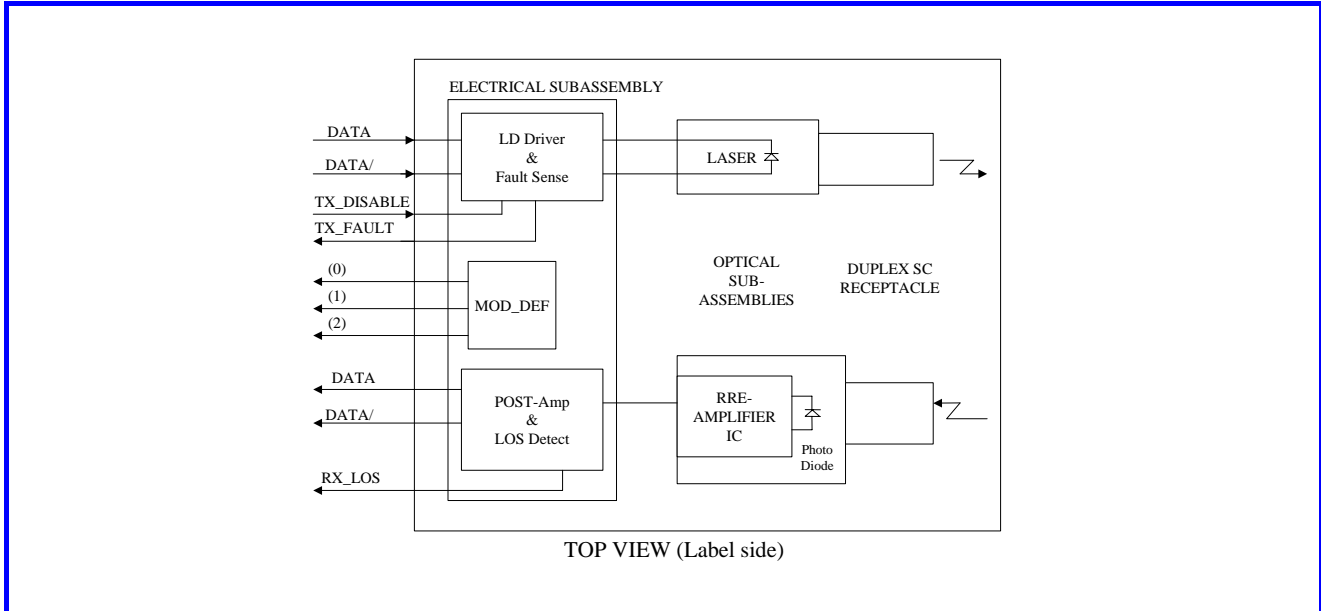 ELECTRICAL SUBASSEMBLY
DATA
DATA/
TX_DISABLE
TX_FAULT
LD Driver
&
Fault Sense
LASER
(0)
(1)
(2)
MOD_DEF
OPTICAL
SUB-
ASSEMBLIES
DUPLEX SC
RECEPTACLE
DATA
DATA/
RX_LOS
POST-Amp
&
LOS Detect
RRE-
AMPLIFIER
IC
Photo
Diode
TOP VIEW (Label side)